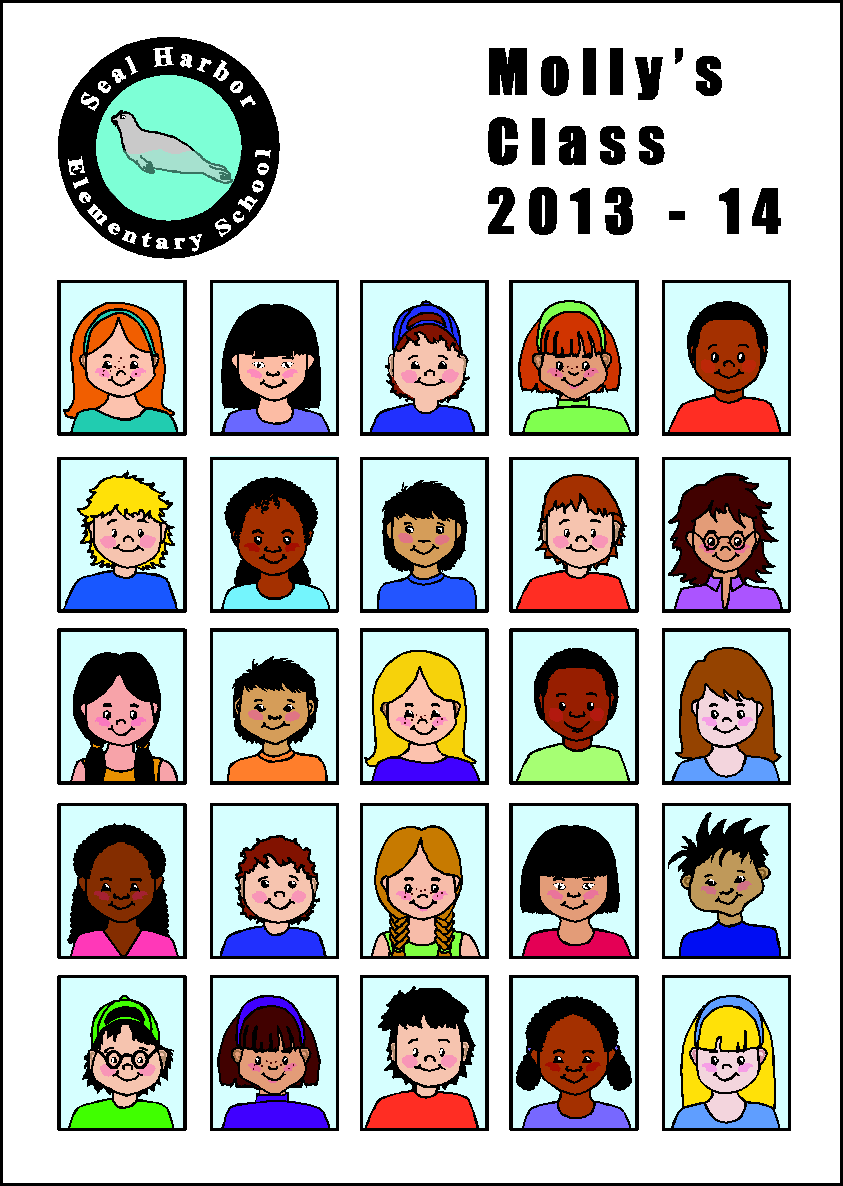 Seal Harbor
Elementary School
Molly's
Class
2013 - 14